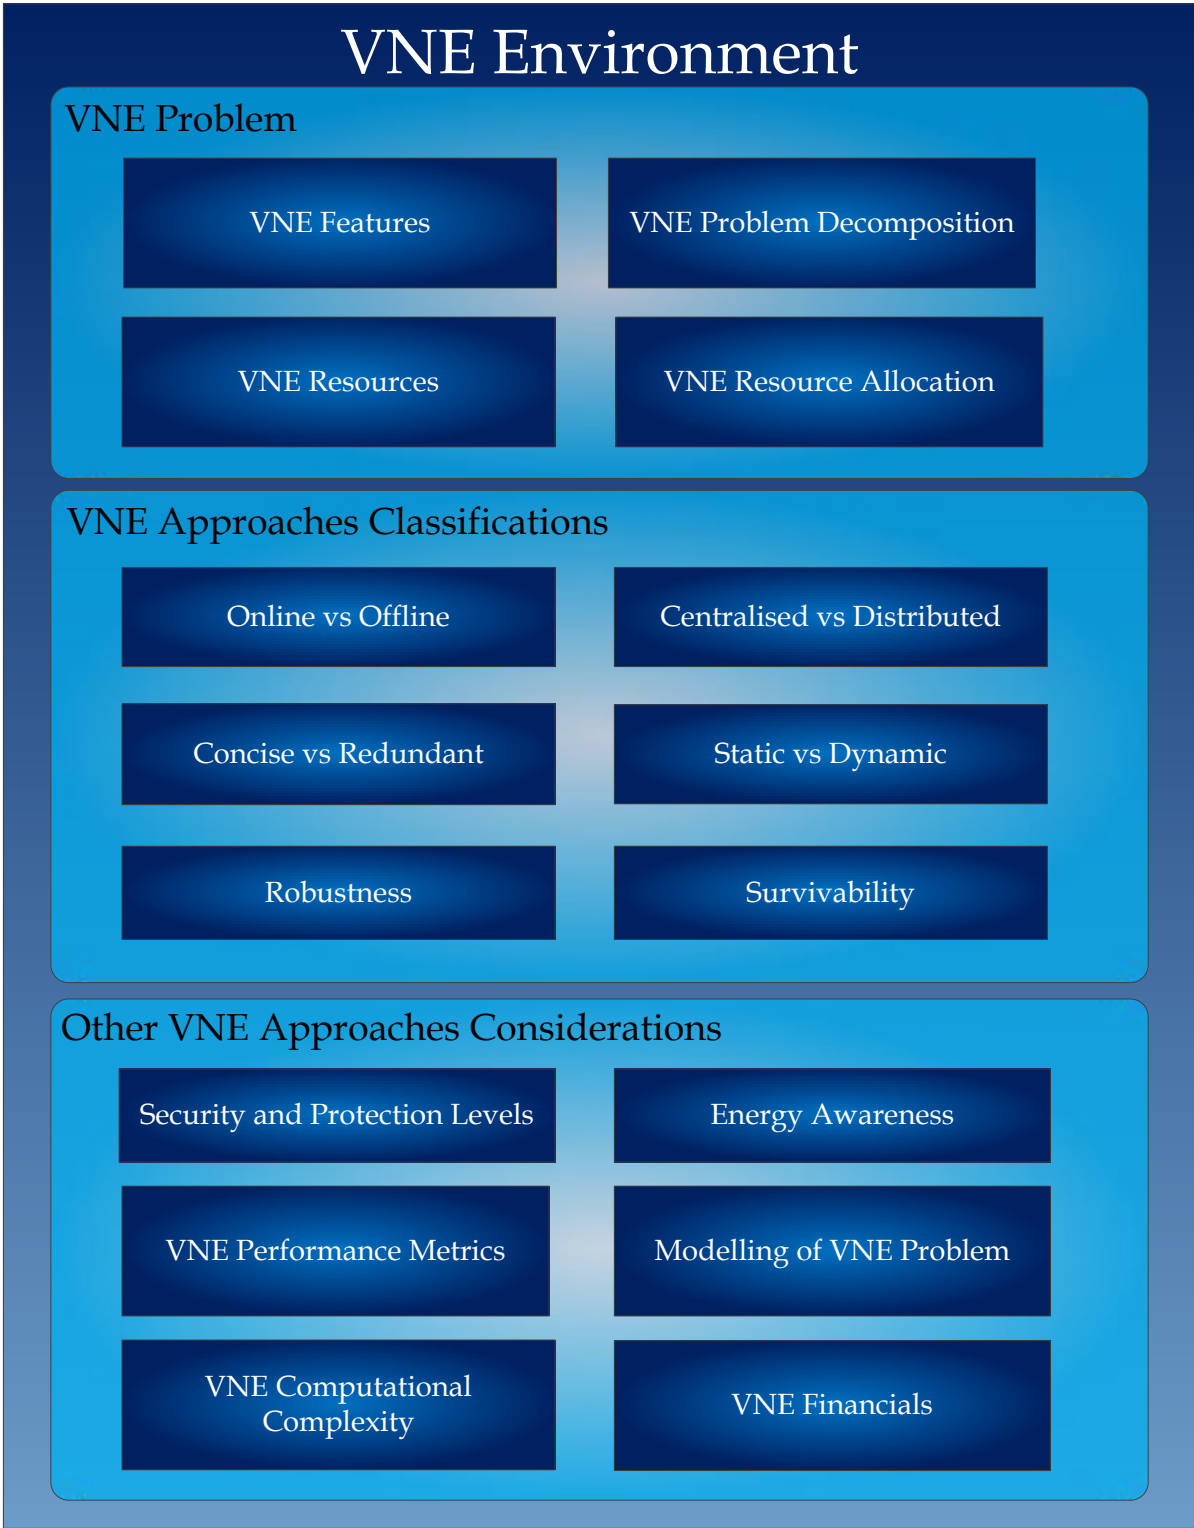 VNE Environment
VNE Problem
VNE Features
VNE Problem Decomposition
VNE Resources
VNE Resource Allocation
VNE Approaches Classifications
Online vs Offline
Centralised vs Distributed
Concise vs Redundant
Static vs Dynamic
Robustness
Survivability
Other VNE Approaches Considerations
Security and Protection Levels
Energy Awareness
VNE Performance Metrics
Modelling of VNE Problem
VNE Computational
Complexity
VNE Financials